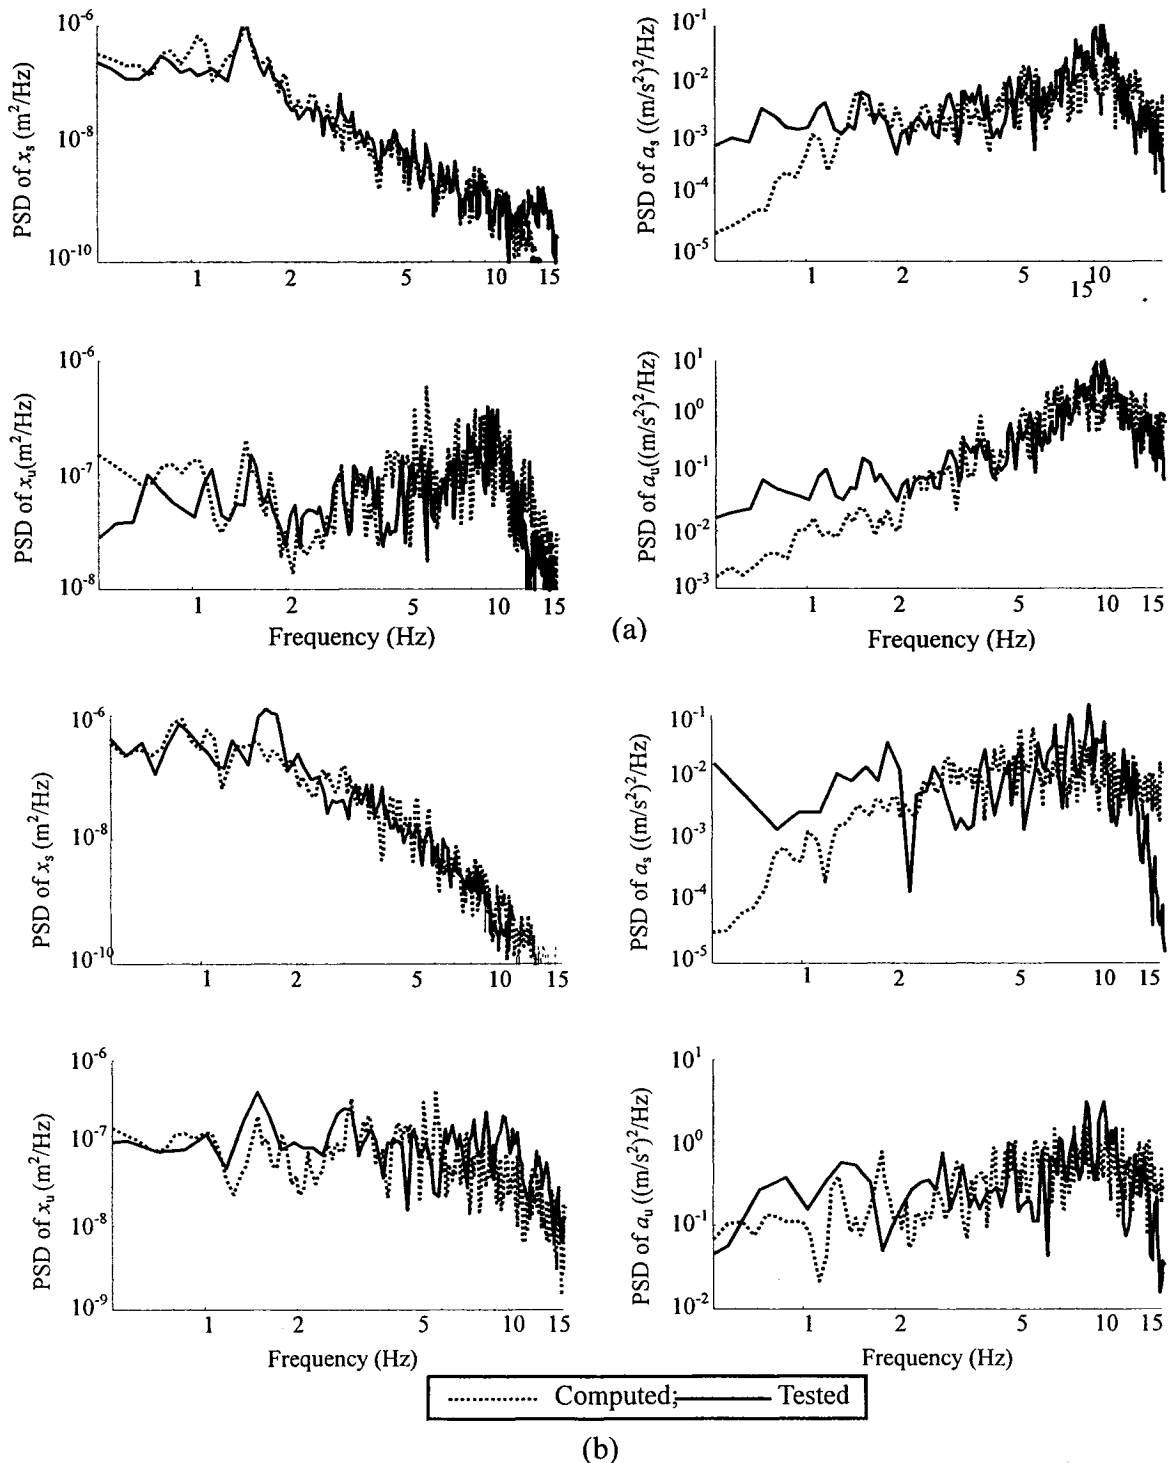 10^-6
10^-8
10^-10
PSD of x_s (m^2/Hz)
1 2 5 10 15
10^-1
10^-2
10^-3
10^-4
10^-5
PSD of a_s ((m/s^2)^2/Hz)
1 2 5 10
15
10^-6
10^-7
10^-8
PSD of x_u(m^2/Hz)
1 2 5 10 15
Frequency (Hz)
10^1
10^0
10^-1
10^-2
10^-3
PSD of a_u((m/s^2)^2/Hz)
1 2 5 10 15
Frequency (Hz)
(a)
10^-6
10^-8
10^-10
PSD of x_s (m^2/Hz)
1 2 5 10 15
10^-1
10^-2
10^-3
10^-4
10^-5
PSD of a_s ((m/s^2)^2/Hz)
1 2 5 10 15
10^-6
10^-7
10^-8
10^-9
PSD of x_u (m^2/Hz)
1 2 5 10 15
Frequency (Hz)
10^1
10^0
10^-1
10^-2
PSD of a_u ((m/s^2)^2/Hz)
1 2 5 10 15
Frequency (Hz)
Computed; Tested
(b)